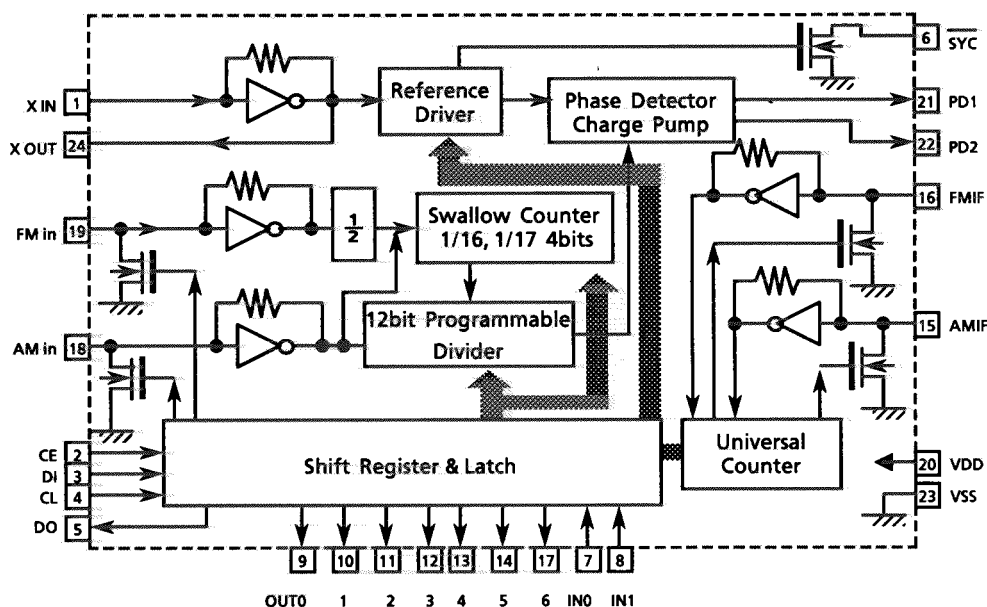 6 SYC
X IN 1
Reference Driver
Phase Detector Charge Pump
21 PD1
X OUT 24
22 PD2
16 FMIF
FM in 19
1/2
Swallow Counter
1/16, 1/17 4bits
12bit Programmable
Divider
15 AMIF
AM in 18
CE 2
Di 3
CL 4
DO 5
Shift Register & Latch
Universal
Counter
20 VDD
23 VSS
9 10 11 12 13 14 17 7 8
OUT0 1 2 3 4 5 6 IN0 IN1